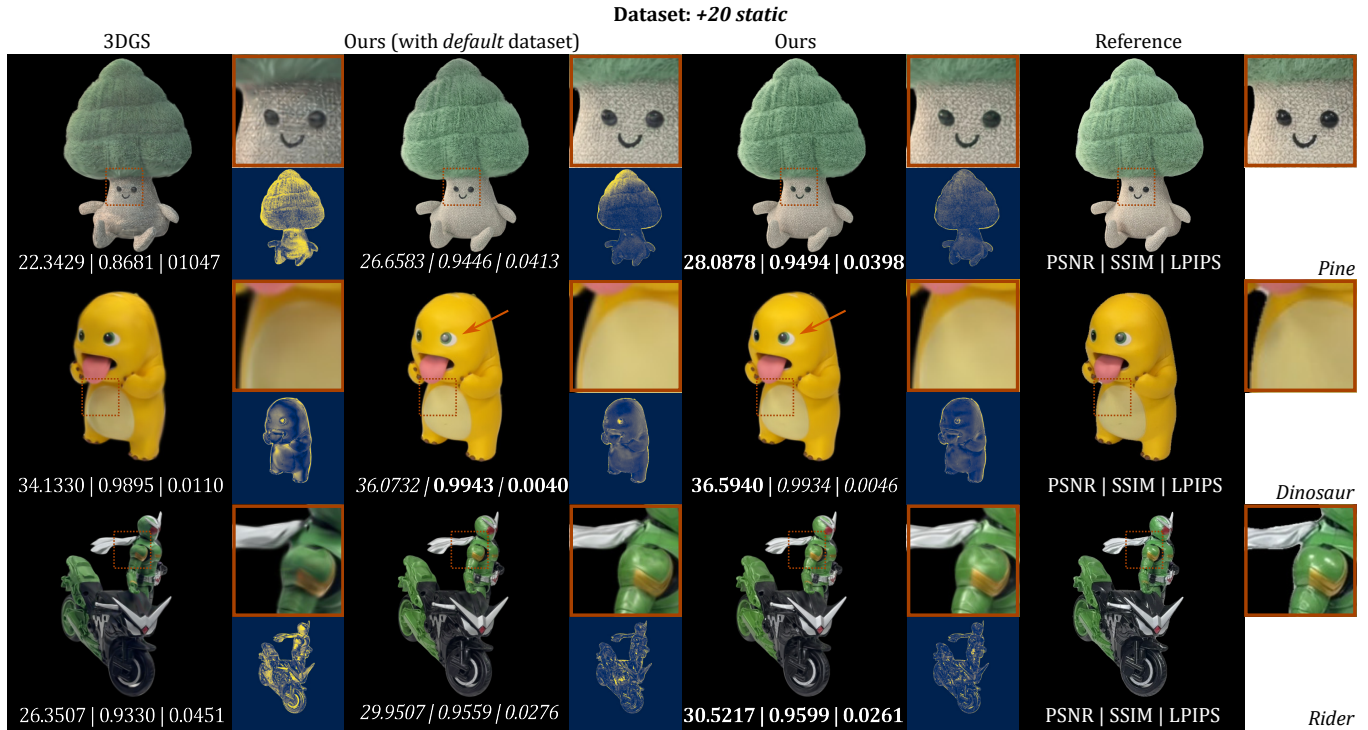 Dataset: +20 static
3DGS Ours (with default dataset) Ours Reference
22.3429 | 0.8681 | 01047 26.6583 | 0.9446 | 0.0413 28.0878 | 0.9494 | 0.0398 PSNR | SSIM | LPIPS Pine
34.1330 | 0.9895 | 0.0110 36.0732 | 0.9943 | 0.0040 36.5940 | 0.9934 | 0.0046 PSNR | SSIM | LPIPS Dinosaur
26.3507 | 0.9330 | 0.0451 29.9507 | 0.9559 | 0.0276 30.5217 | 0.9599 | 0.0261 PSNR | SSIM | LPIPS Rider